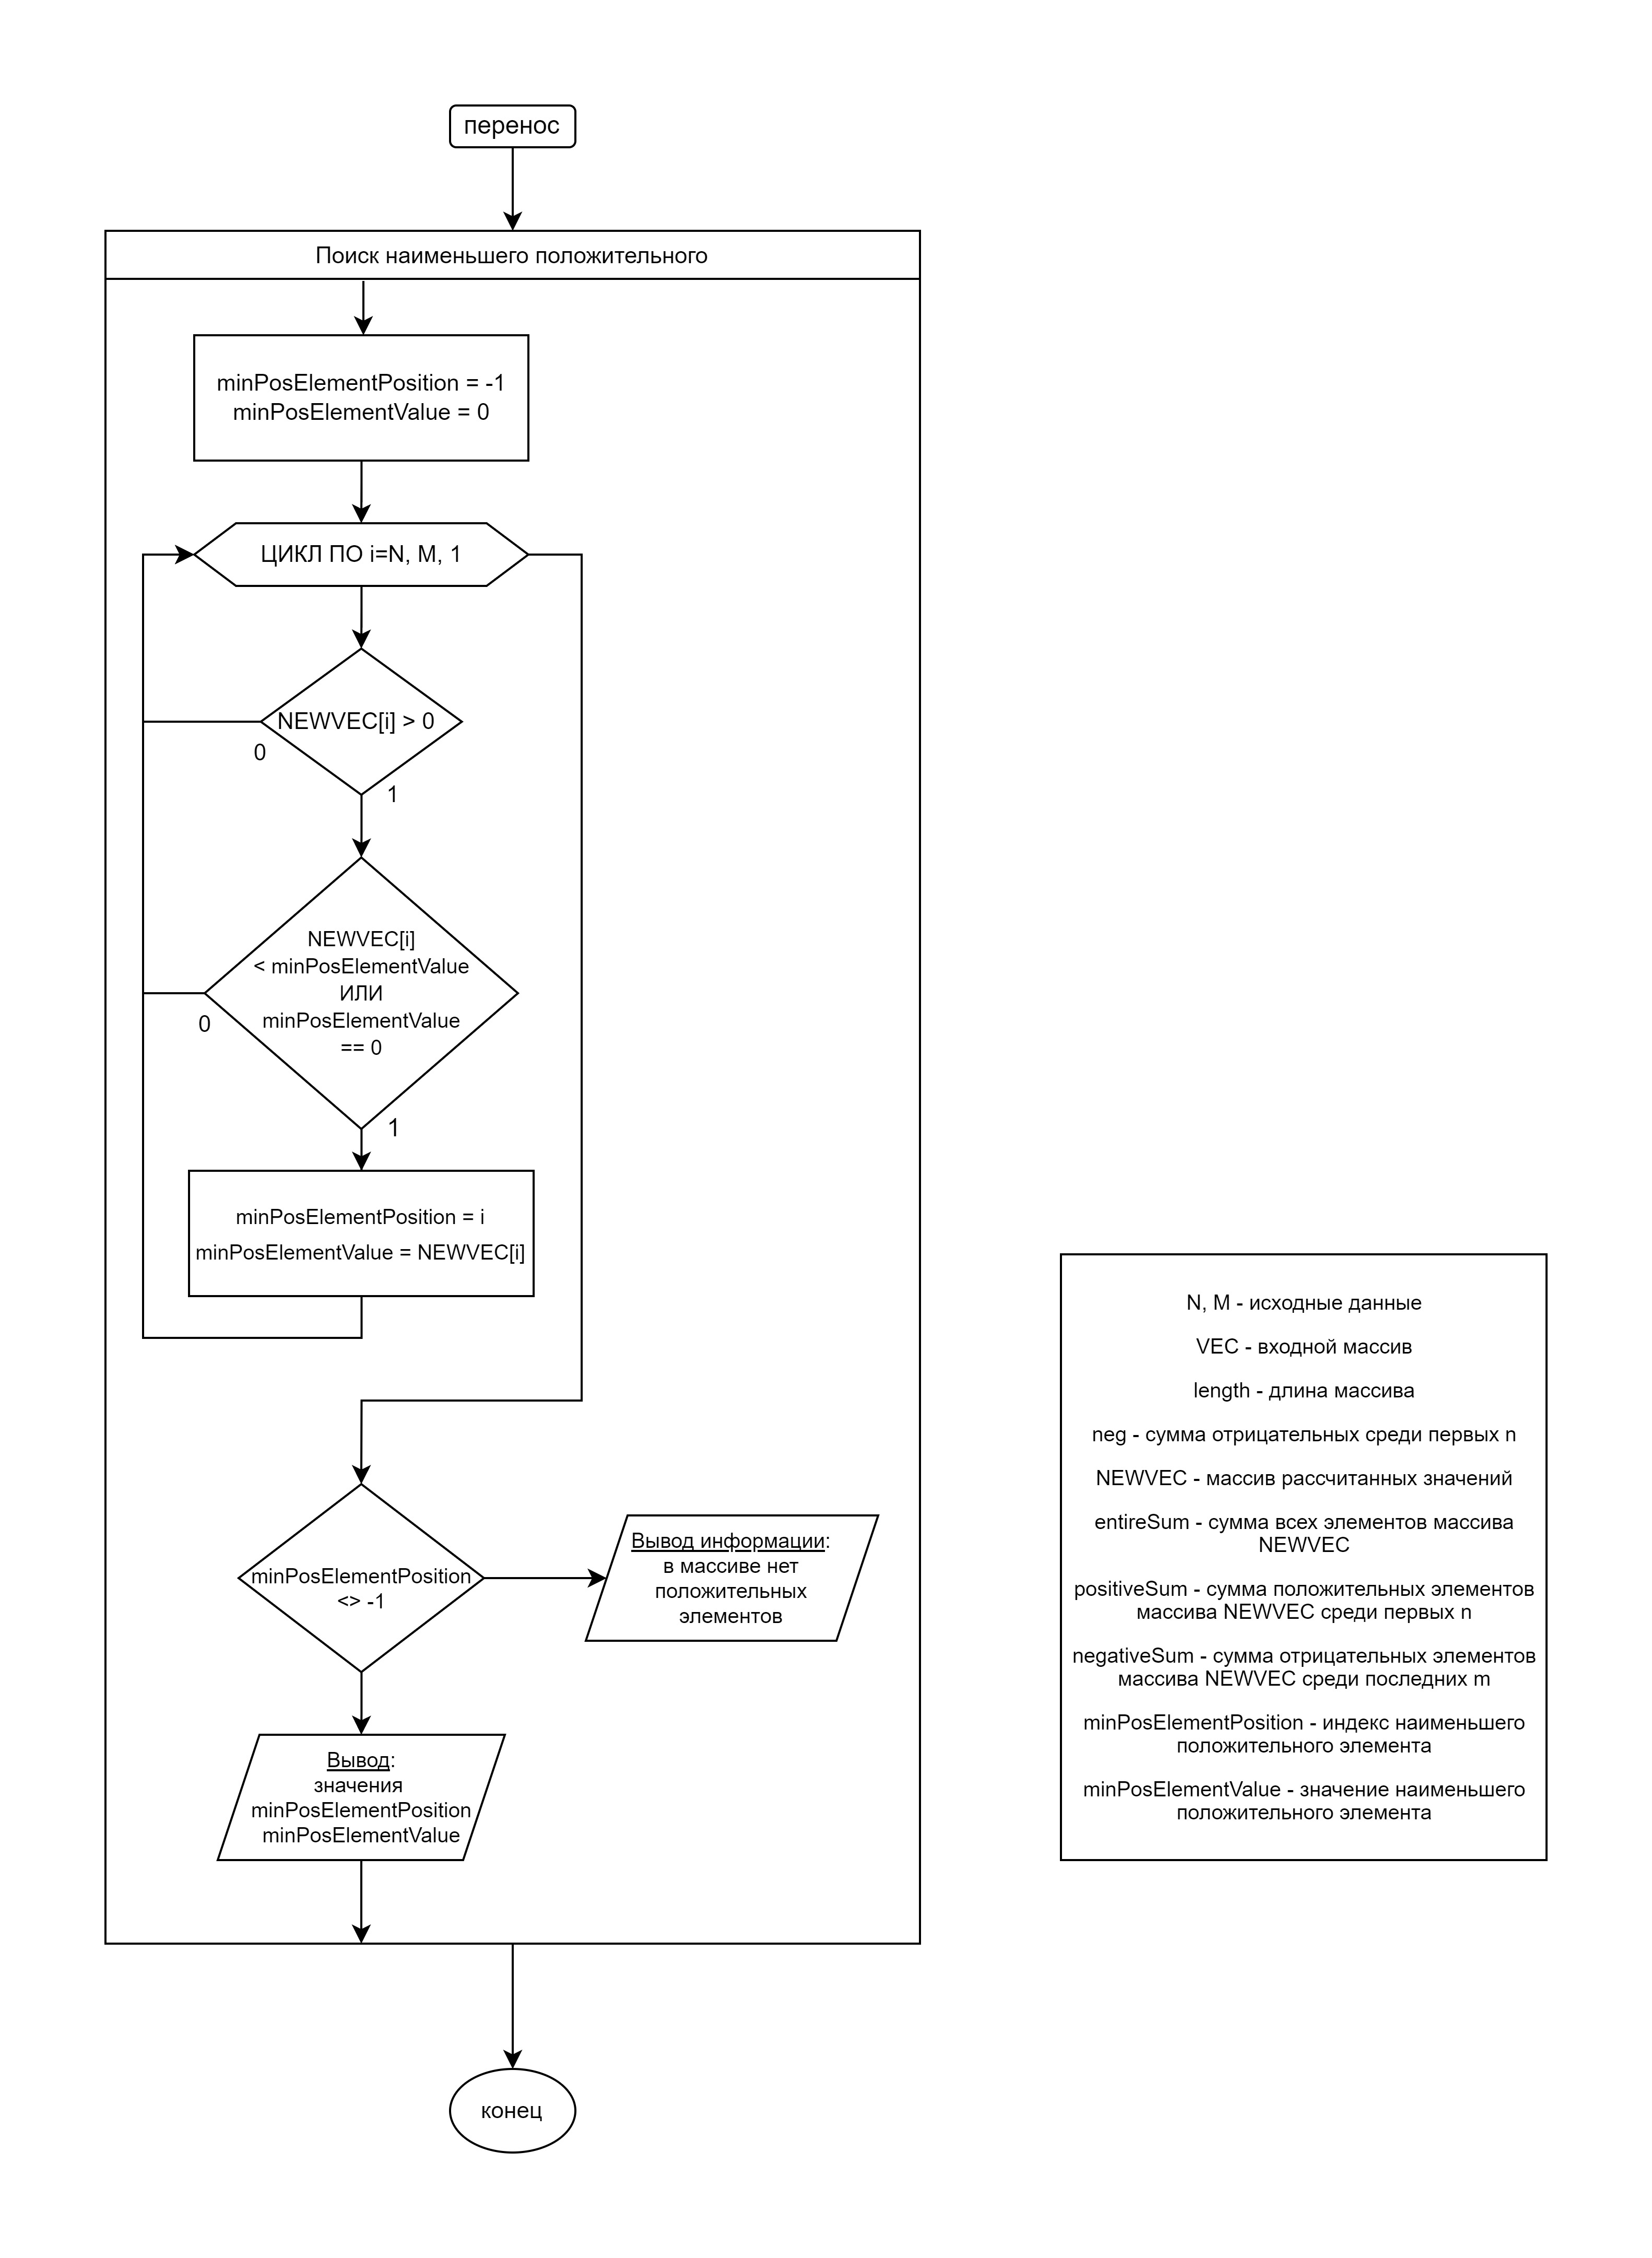 перенос
Поиск наименьшего положительного
minPosElementPosition = -1
minPosElementValue = 0
ЦИКЛ ПО i=N, M, 1
NEWVEC[i] > 0
0
1
NEWVEC[i]
< minPosElementValue
ИЛИ
minPosElementValue
== 0
0
1
minPosElementPosition = i
minPosElementValue = NEWVEC[i]
minPosElementPosition
<> -1
Вывод информации:
в массиве нет
положительных
элементов
Вывод:
значения
minPosElementPosition
minPosElementValue
конец
N, M - исходные данные
VEC - входной массив
length - длина массива
neg - сумма отрицательных среди первых n
NEWVEC - массив рассчитанных значений
entireSum - сумма всех элементов массива
NEWVEC
positiveSum - сумма положительных элементов
массива NEWVEC среди первых n
negativeSum - сумма отрицательных элементов
массива NEWVEC среди последних m
minPosElementPosition - индекс наименьшего
положительного элемента
minPosElementValue - значение наименьшего
положительного элемента